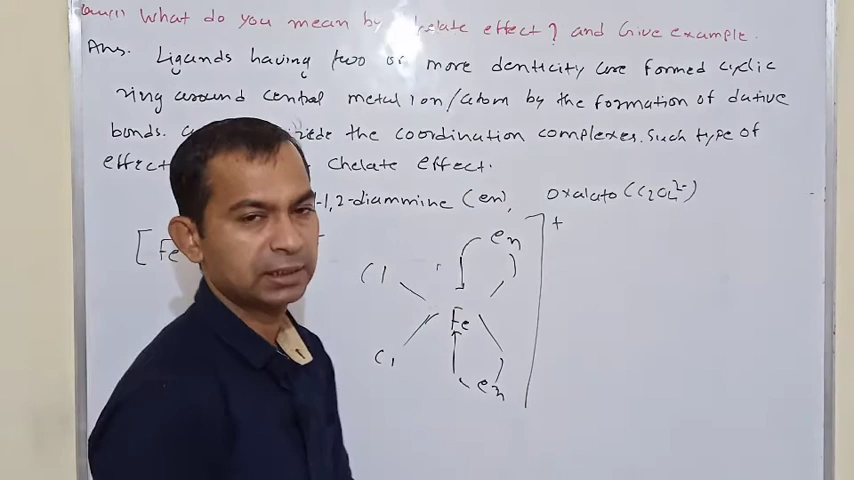 What do you mean by chelate effect? and Give example.
Ans. Ligands having two or more denticity are formed cyclic
ring around central metal ion/atom by the formation of dative
bonds. the coordination complexes. Such type of
effect chelate effect.
-1,2-diammine (en), Oxalato (C2O4 2-)
[Fe
en ] +
Cl
Fe
Cl
en